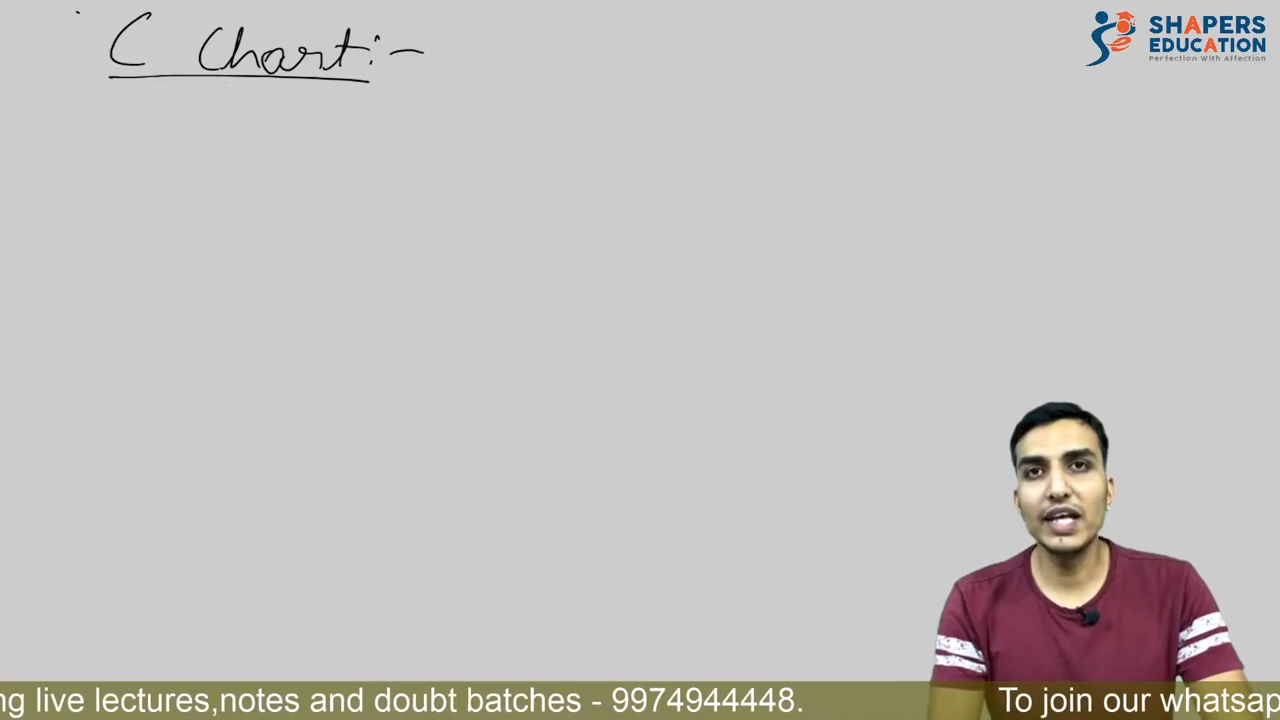 C Chart:-
SHAPERS
EDUCATION
Perfection With Affection
ng live lectures,notes and doubt batches - 9974944448.
To join our whatsap